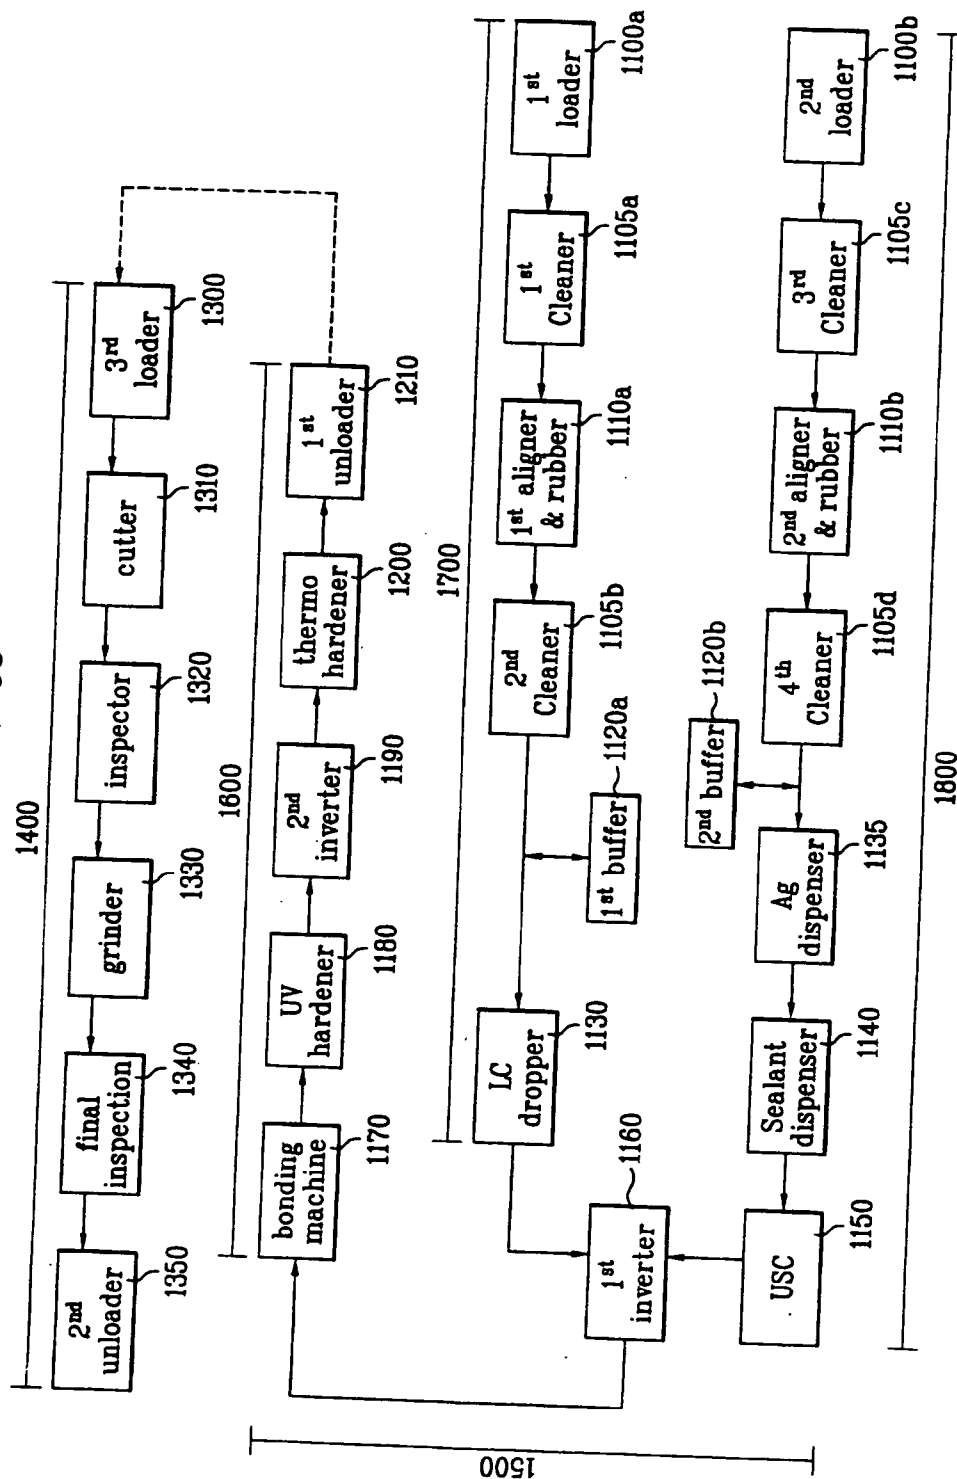 1400
2nd
unloader
1350
final
inspection
1340
grinder
1330
inspector
1320
cutter
1310
3rd
loader
1300
1600
bonding
machine
1170
UV
hardener
1180
2nd
inverter
1190
thermo
hardener
1200
1st
unloader
1210
1500
1st
inverter
1160
1700
LC
dropper
1130
1st buffer
1120a
2nd
Cleaner
1105b
1st aligner
& rubber
1110a
1st
Cleaner
1105a
1st
loader
1100a
USC
1150
Sealant
dispenser
1140
Ag
dispenser
1135
2nd buffer
1120b
4th
Cleaner
1105d
2nd aligner
& rubber
1110b
3rd
Cleaner
1105c
2nd
loader
1100b
1800